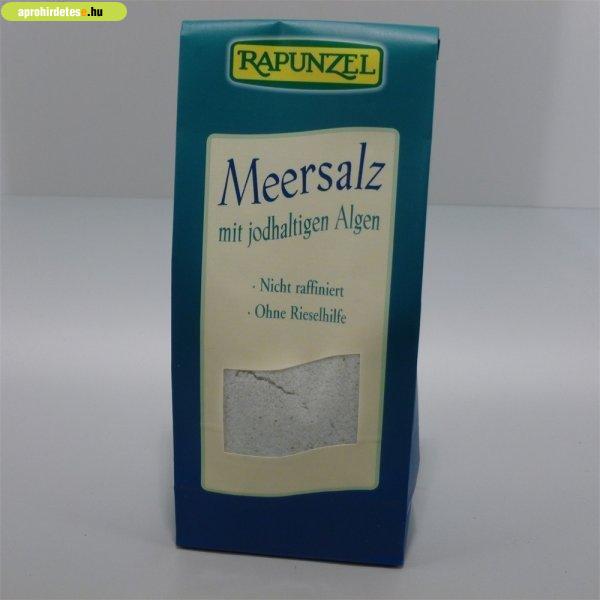 aprohirdetes.hu
RAPUNZEL
Meersalz
mit jodhaltigen Algen
· Nicht raffiniert
· Ohne Rieselhilfe